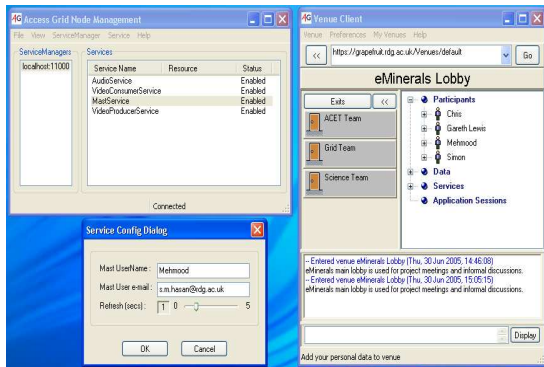 Access Grid Node Management
File View ServiceManager Service Help
ServiceManagers
localhost:11000
Services
Service Name Resource Status
AudioService Enabled
VideoConsumerService Enabled
MastService Enabled
VideoProducerService Enabled
Connected
Service Config Dialog
Mast UserName : Mehmood
Mast User e-mail : s.m.hasan@rdg.ac.uk
Refresh (secs) : 1 0 5
OK Cancel
Venue Client
Venue Preferences My Venues Help
<< https://grapefruit.rdg.ac.uk/Venues/default Go
eMinerals Lobby
Exits <<
ACET Team
Grid Team
Science Team
Participants
Chris
Gareth Lewis
Mehmood
Simon
Data
Services
Application Sessions
-- Entered venue eMinerals Lobby (Thu, 30 Jun 2005, 14:46:08)
eMinerals main lobby is used for project meetings and informal discussions.
-- Entered venue eMinerals Lobby (Thu, 30 Jun 2005, 15:05:15)
eMinerals main lobby is used for project meetings and informal discussions.
Display
Add your personal data to venue